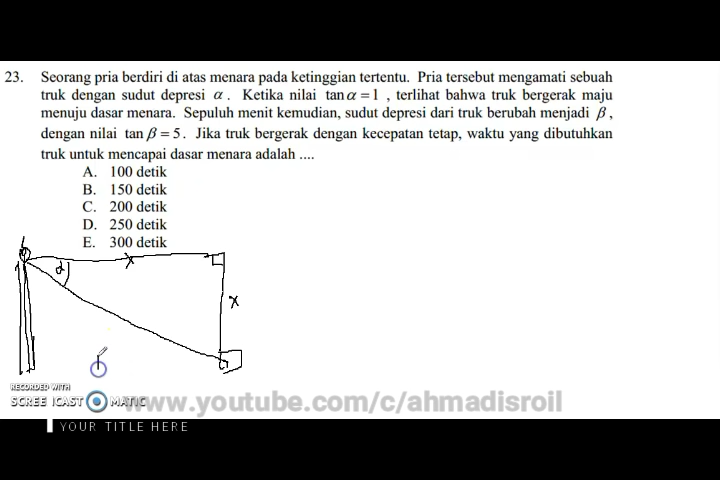 23. Seorang pria berdiri di atas menara pada ketinggian tertentu. Pria tersebut mengamati sebuah
truk dengan sudut depresi α. Ketika nilai tan α = 1 , terlihat bahwa truk bergerak maju
menuju dasar menara. Sepuluh menit kemudian, sudut depresi dari truk berubah menjadi β,
dengan nilai tan β = 5. Jika truk bergerak dengan kecepatan tetap, waktu yang dibutuhkan
truk untuk mencapai dasar menara adalah ....
A. 100 detik
B. 150 detik
C. 200 detik
D. 250 detik
E. 300 detik
α
x
x
RECORDED WITH
SCREENCAST O MATIC
www.youtube.com/c/ahmadisroil
YOUR TITLE HERE